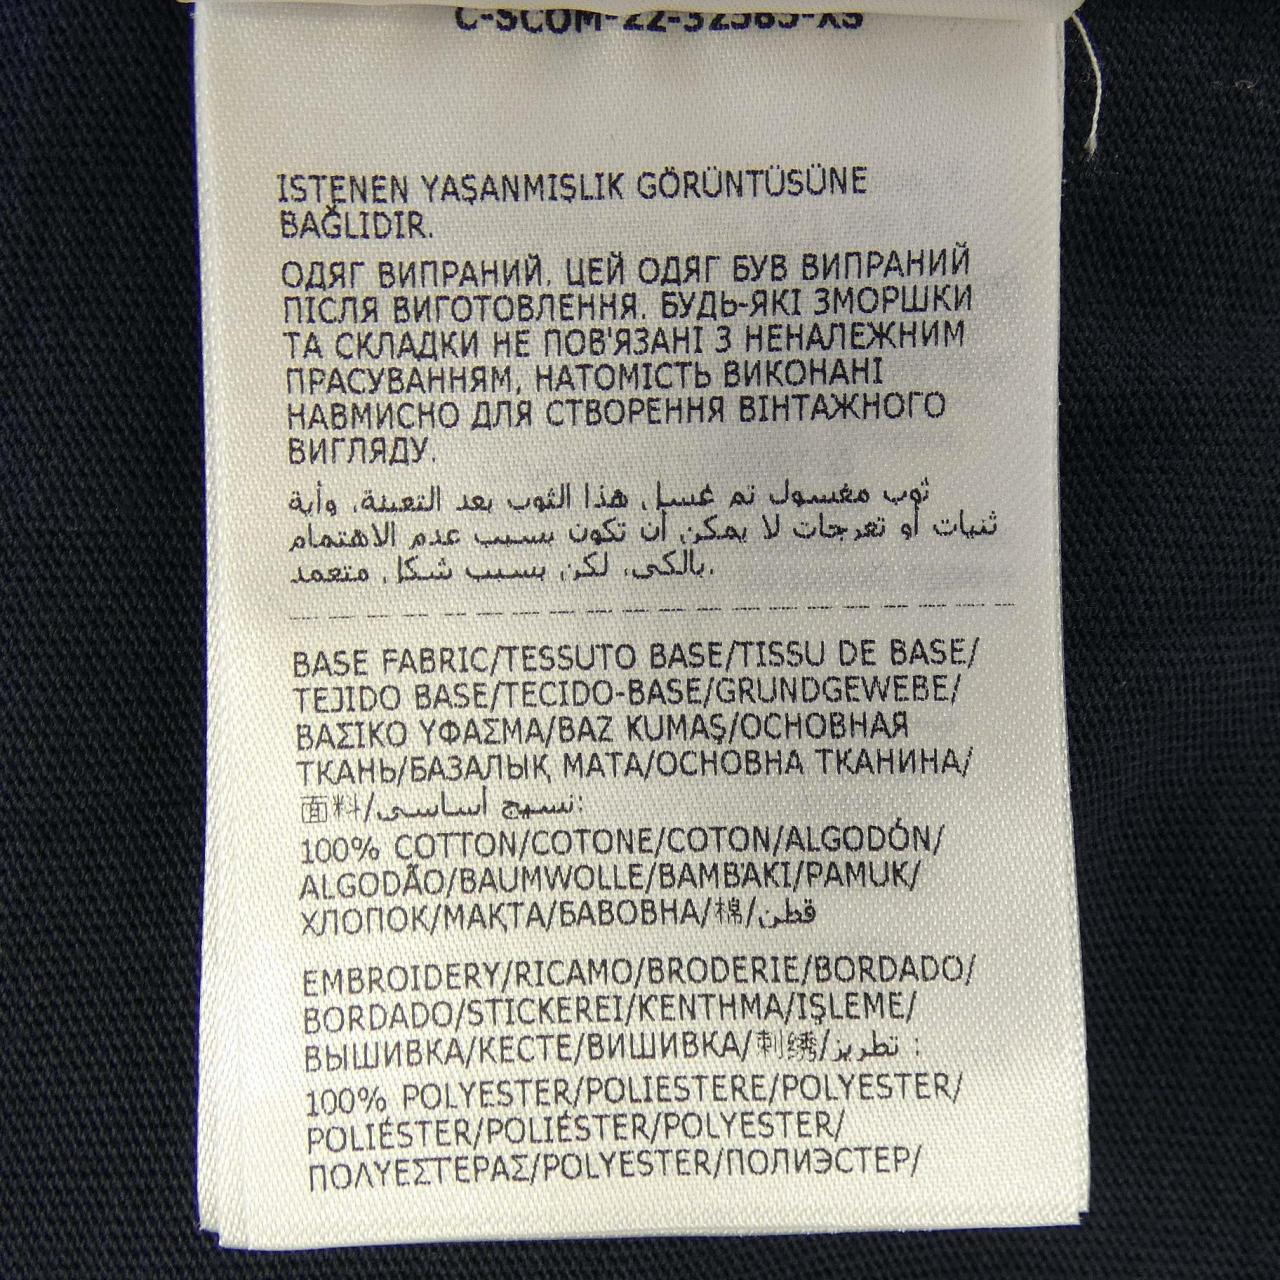 C-SCOM-22-32585-XS
ISTENEN YAŞANMIŞLIK GÖRÜNTÜSÜNE
BAĞLIDIR.
ОДЯГ ВИПРАНИЙ. ЦЕЙ ОДЯГ БУВ ВИПРАНИЙ
ПІСЛЯ ВИГОТОВЛЕННЯ. БУДЬ-ЯКІ ЗМОРШКИ
ТА СКЛАДКИ НЕ ПОВ'ЯЗАНІ З НЕНАЛЕЖНИМ
ПРАСУВАННЯМ, НАТОМІСТЬ ВИКОНАНІ
НАВМИСНО ДЛЯ СТВОРЕННЯ ВІНТАЖНОГО
ВИГЛЯДУ.
ثوب مغسول تم غسل هذا الثوب بعد التعبئة، وأية
ثنيات أو تعرجات لا يمكن أن تكون بسبب عدم الاهتمام
بالكي، لكن بسبب شكل متعمد.
BASE FABRIC/TESSUTO BASE/TISSU DE BASE/
TEJIDO BASE/TECIDO-BASE/GRUNDGEWEBE/
ΒΑΣΙΚΟ ΥΦΑΣΜΑ/BAZ KUMAŞ/ОСНОВНАЯ
ТКАНЬ/БАЗАЛЫҚ МАТА/ОСНОВНА ТКАНИНА/
面料/نسيج أساسي:
100% COTTON/COTONE/COTON/ALGODÓN/
ALGODÃO/BAUMWOLLE/ΒΑΜΒΆΚΙ/PAMUK/
ХЛОПОК/МАҚТА/БАВОВНА/棉/قطن
EMBROIDERY/RICAMO/BRODERIE/BORDADO/
BORDADO/STICKEREI/ΚΕΝΤΗΜΑ/IŞLEME/
ВЫШИВКА/КЕСТЕ/ВИШИВКА/刺绣/تطريز :
100% POLYESTER/POLIESTERE/POLYESTER/
POLIÉSTER/POLIÉSTER/POLYESTER/
ΠΟΛΥΕΣΤΕΡΑΣ/POLYESTER/ПОЛИЭСТЕР/